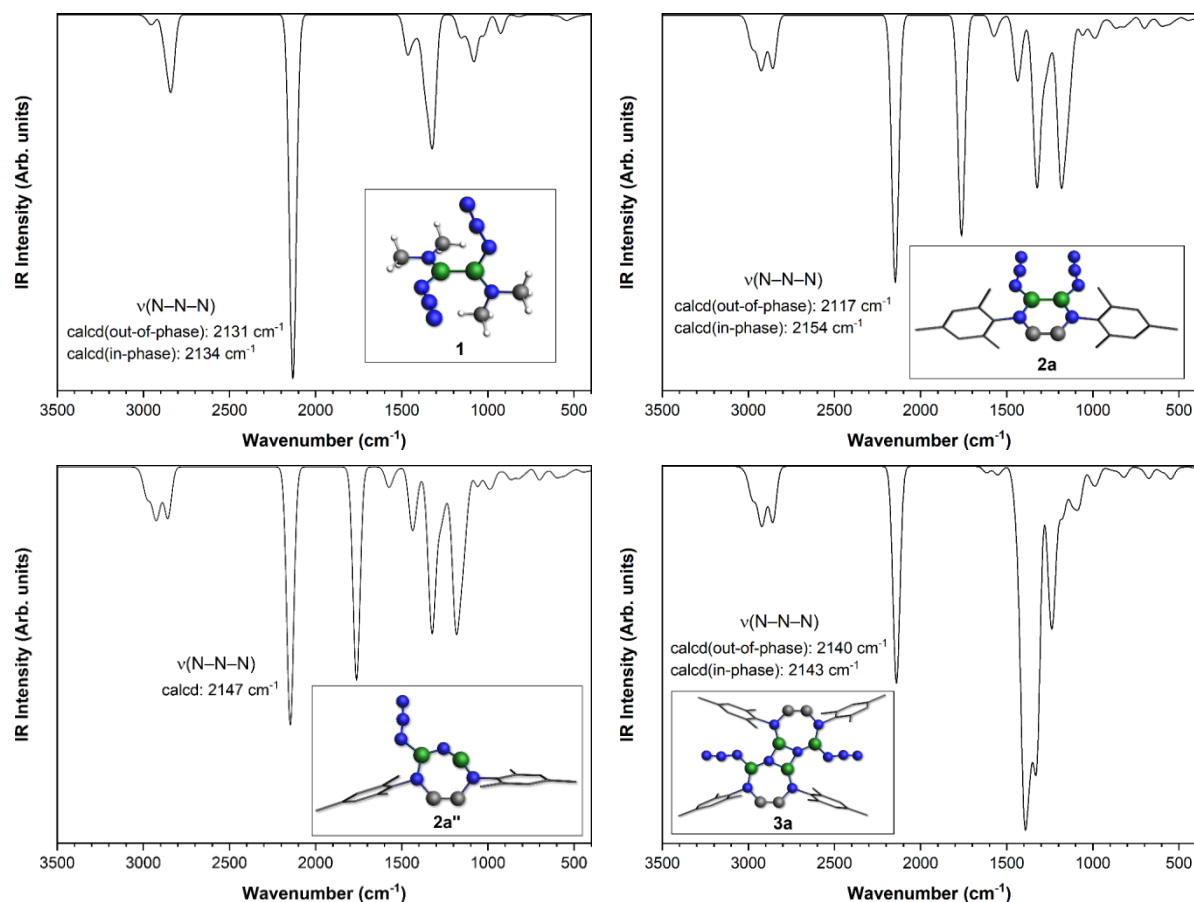 IR Intensity (Arb. units)
ν(N–N–N)
calcd(out-of-phase): 2131 cm⁻¹
calcd(in-phase): 2134 cm⁻¹
1
3500 3000 2500 2000 1500 1000 500
Wavenumber (cm⁻¹)
IR Intensity (Arb. units)
ν(N–N–N)
calcd(out-of-phase): 2117 cm⁻¹
calcd(in-phase): 2154 cm⁻¹
2a
3500 3000 2500 2000 1500 1000 500
Wavenumber (cm⁻¹)
IR Intensity (Arb. units)
ν(N–N–N)
calcd: 2147 cm⁻¹
2a"
3500 3000 2500 2000 1500 1000 500
Wavenumber (cm⁻¹)
IR Intensity (Arb. units)
ν(N–N–N)
calcd(out-of-phase): 2140 cm⁻¹
calcd(in-phase): 2143 cm⁻¹
3a
3500 3000 2500 2000 1500 1000 500
Wavenumber (cm⁻¹)